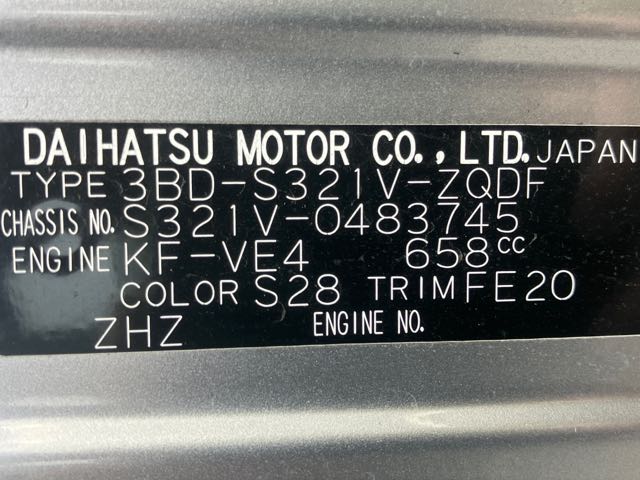 DAIHATSU MOTOR CO.,LTD. JAPAN
TYPE 3BD-S321V-ZQDF
CHASSIS NO. S321V-0483745
ENGINE KF-VE4 658cc
COLOR S28 TRIM FE20
ZHZ ENGINE NO.